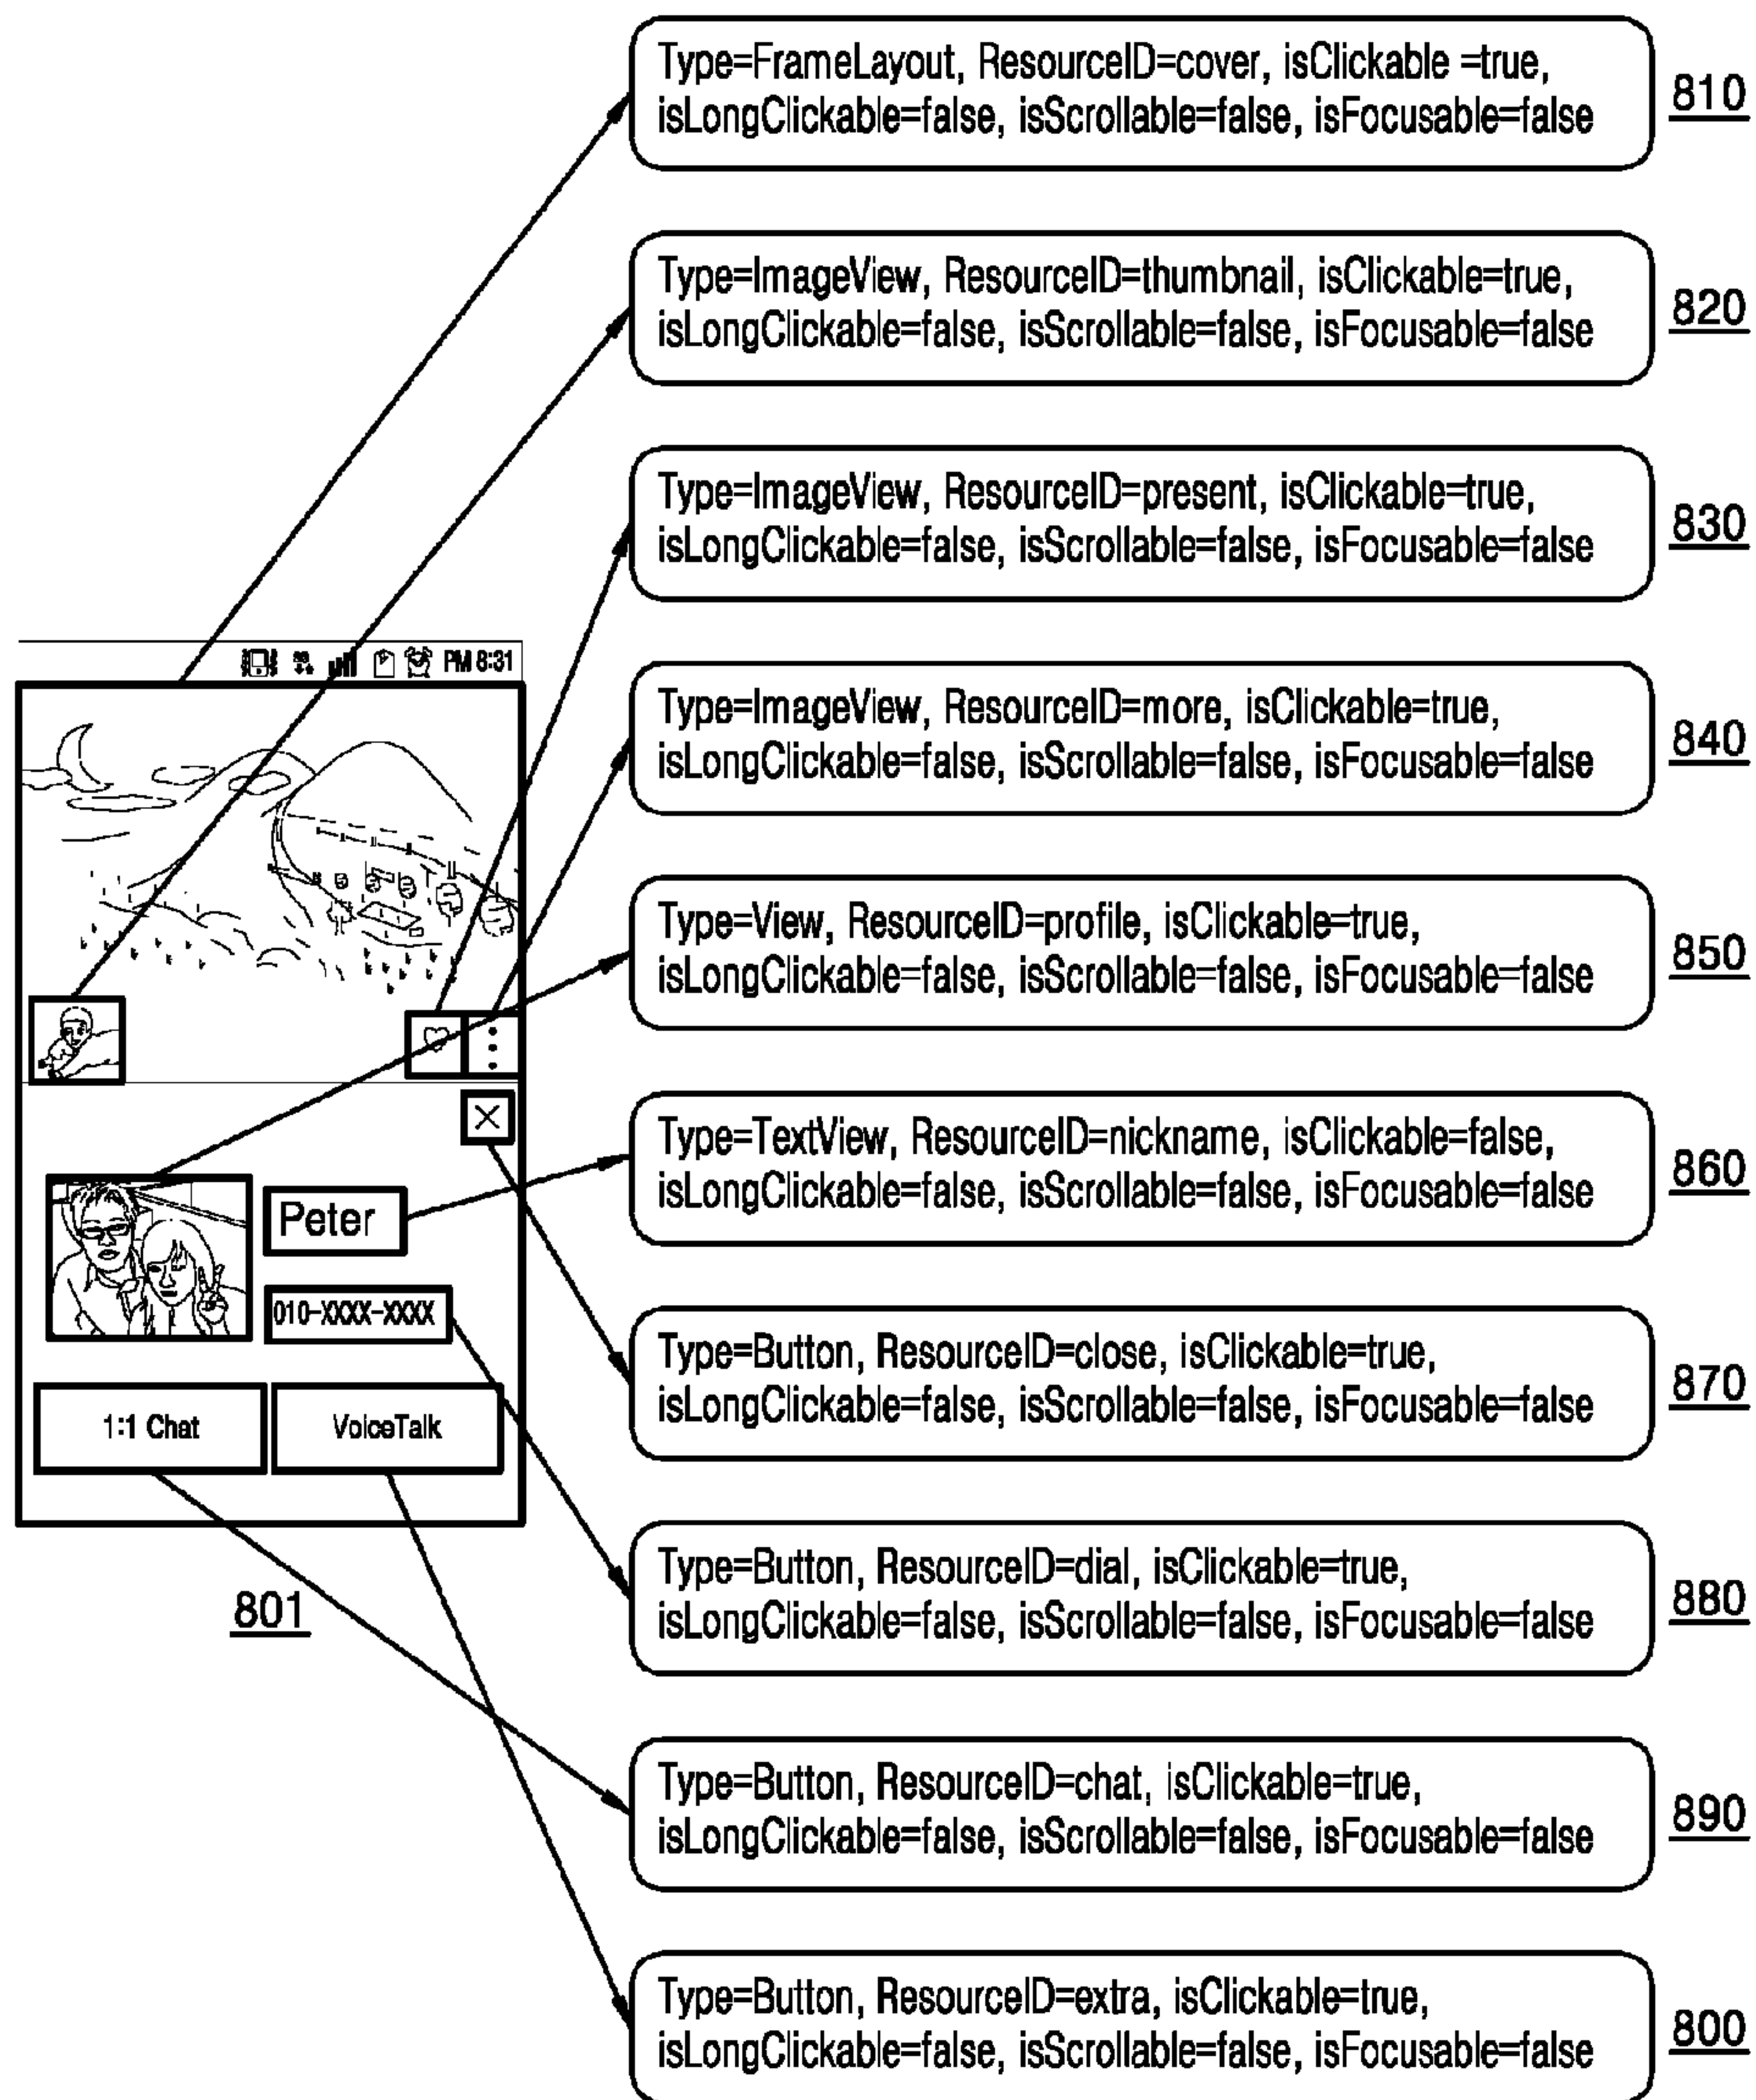 Type=FrameLayout, ResourceID=cover, isClickable =true,
isLongClickable=false, isScrollable=false, isFocusable=false
810
Type=ImageView, ResourceID=thumbnail, isClickable=true,
isLongClickable=false, isScrollable=false, isFocusable=false
820
Type=ImageView, ResourceID=present, isClickable=true,
isLongClickable=false, isScrollable=false, isFocusable=false
830
Type=ImageView, ResourceID=more, isClickable=true,
isLongClickable=false, isScrollable=false, isFocusable=false
840
Type=View, ResourceID=profile, isClickable=true,
isLongClickable=false, isScrollable=false, isFocusable=false
850
Type=TextView, ResourceID=nickname, isClickable=false,
isLongClickable=false, isScrollable=false, isFocusable=false
860
Type=Button, ResourceID=close, isClickable=true,
isLongClickable=false, isScrollable=false, isFocusable=false
870
Type=Button, ResourceID=dial, isClickable=true,
isLongClickable=false, isScrollable=false, isFocusable=false
880
Type=Button, ResourceID=chat, isClickable=true,
isLongClickable=false, isScrollable=false, isFocusable=false
890
Type=Button, ResourceID=extra, isClickable=true,
isLongClickable=false, isScrollable=false, isFocusable=false
800
PM 8:31
Peter
010-XXXX-XXXX
1:1 Chat
VoiceTalk
801